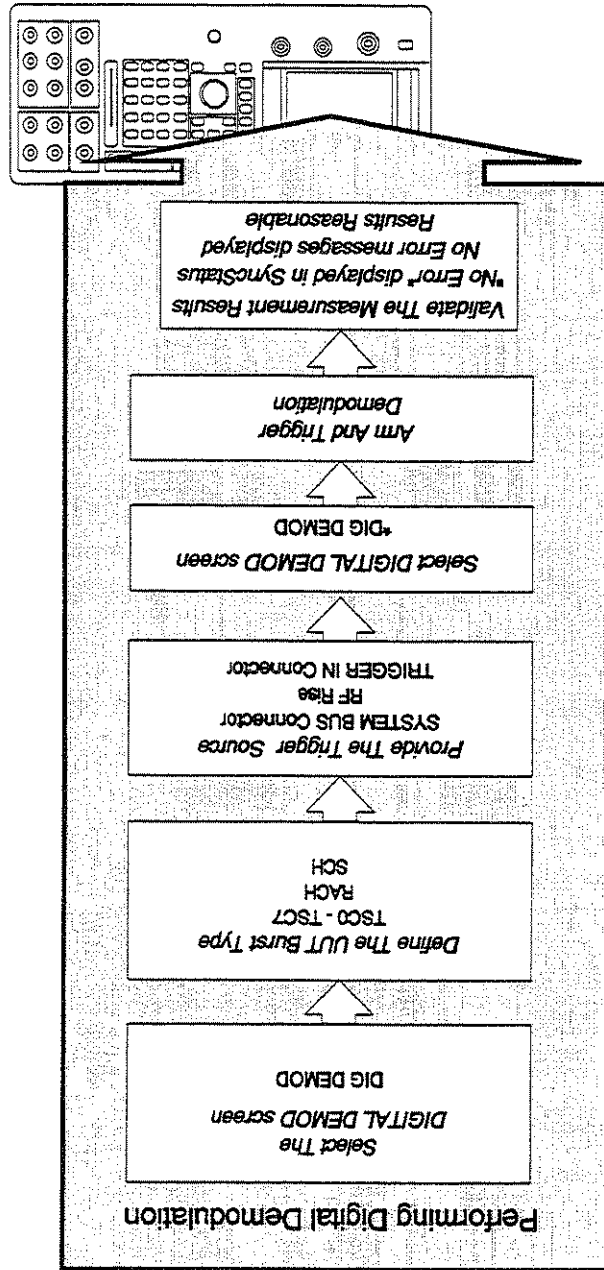 Performing Digital Demodulation
Select The
DIGITAL DEMOD screen
DIG DEMOD
Define The UUT Burst Type
TSC0 - TSC7
RACH
SCH
Provide The Trigger Source
SYSTEM BUS Connector
RF Rise
TRIGGER IN Connector
Select DIGITAL DEMOD screen
*DIG DEMOD
Arm And Trigger
Demodulation
Validate The Measurement Results
"No Error" displayed in SyncStatus
No Error messages displayed
Results Reasonable